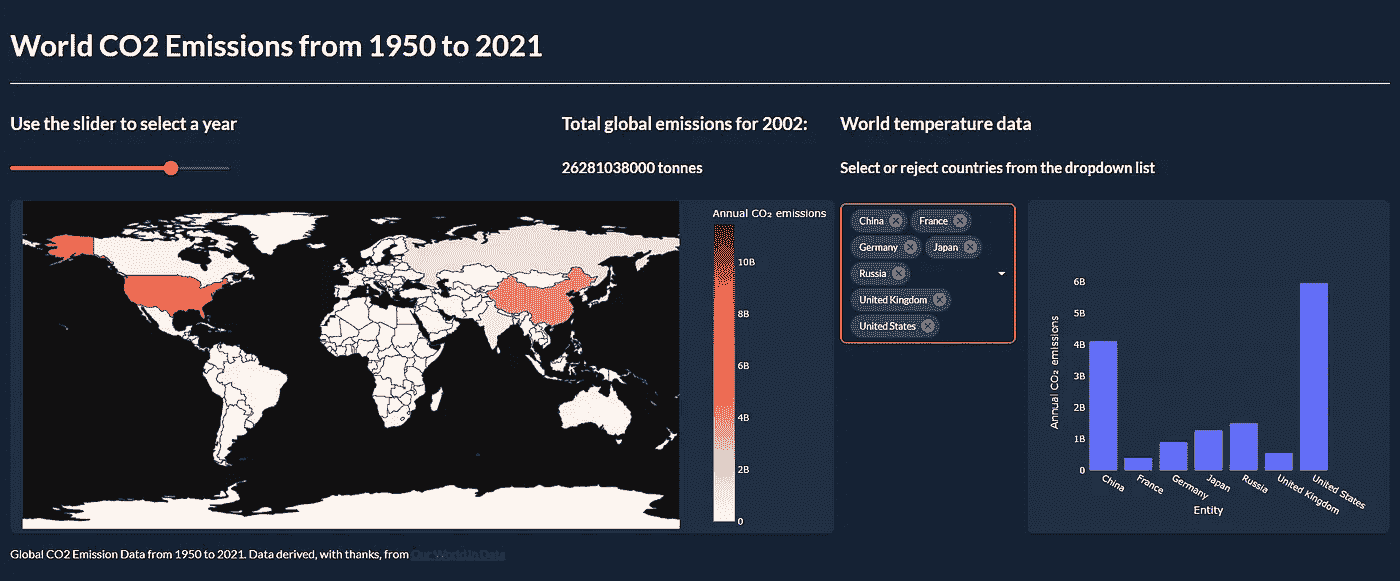 World CO2 Emissions from 1950 to 2021
Use the slider to select a year
Total global emissions for 2002:
26281038000 tonnes
World temperature data
Select or reject countries from the dropdown list
Annual CO₂ emissions
10B
8B
6B
4B
2B
0
China France
Germany Japan
Russia
United Kingdom
United States
Annual CO₂ emissions
6B
5B
4B
3B
2B
1B
0
China France Germany Japan Russia United Kingdom United States
Entity
Global CO2 Emission Data from 1950 to 2021. Data derived, with thanks, from Our World in Data